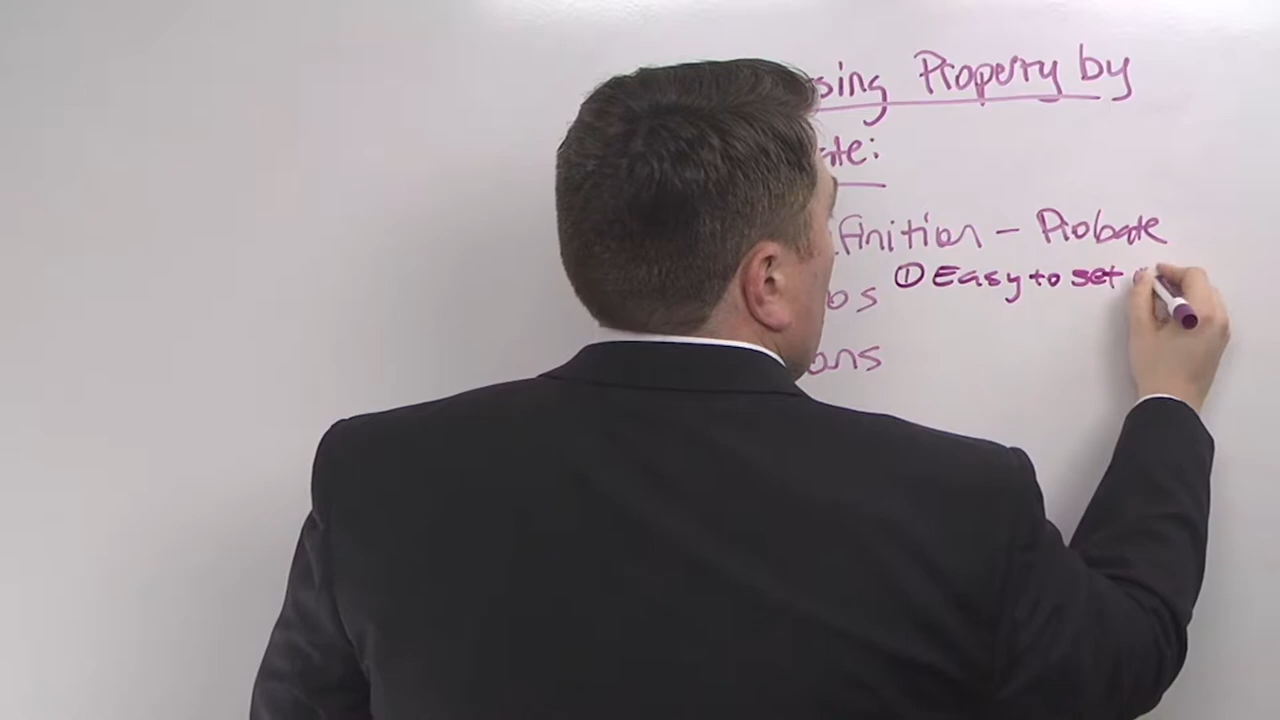 sing Property by
te:
finition - Probate
① Easy to set
os
ons